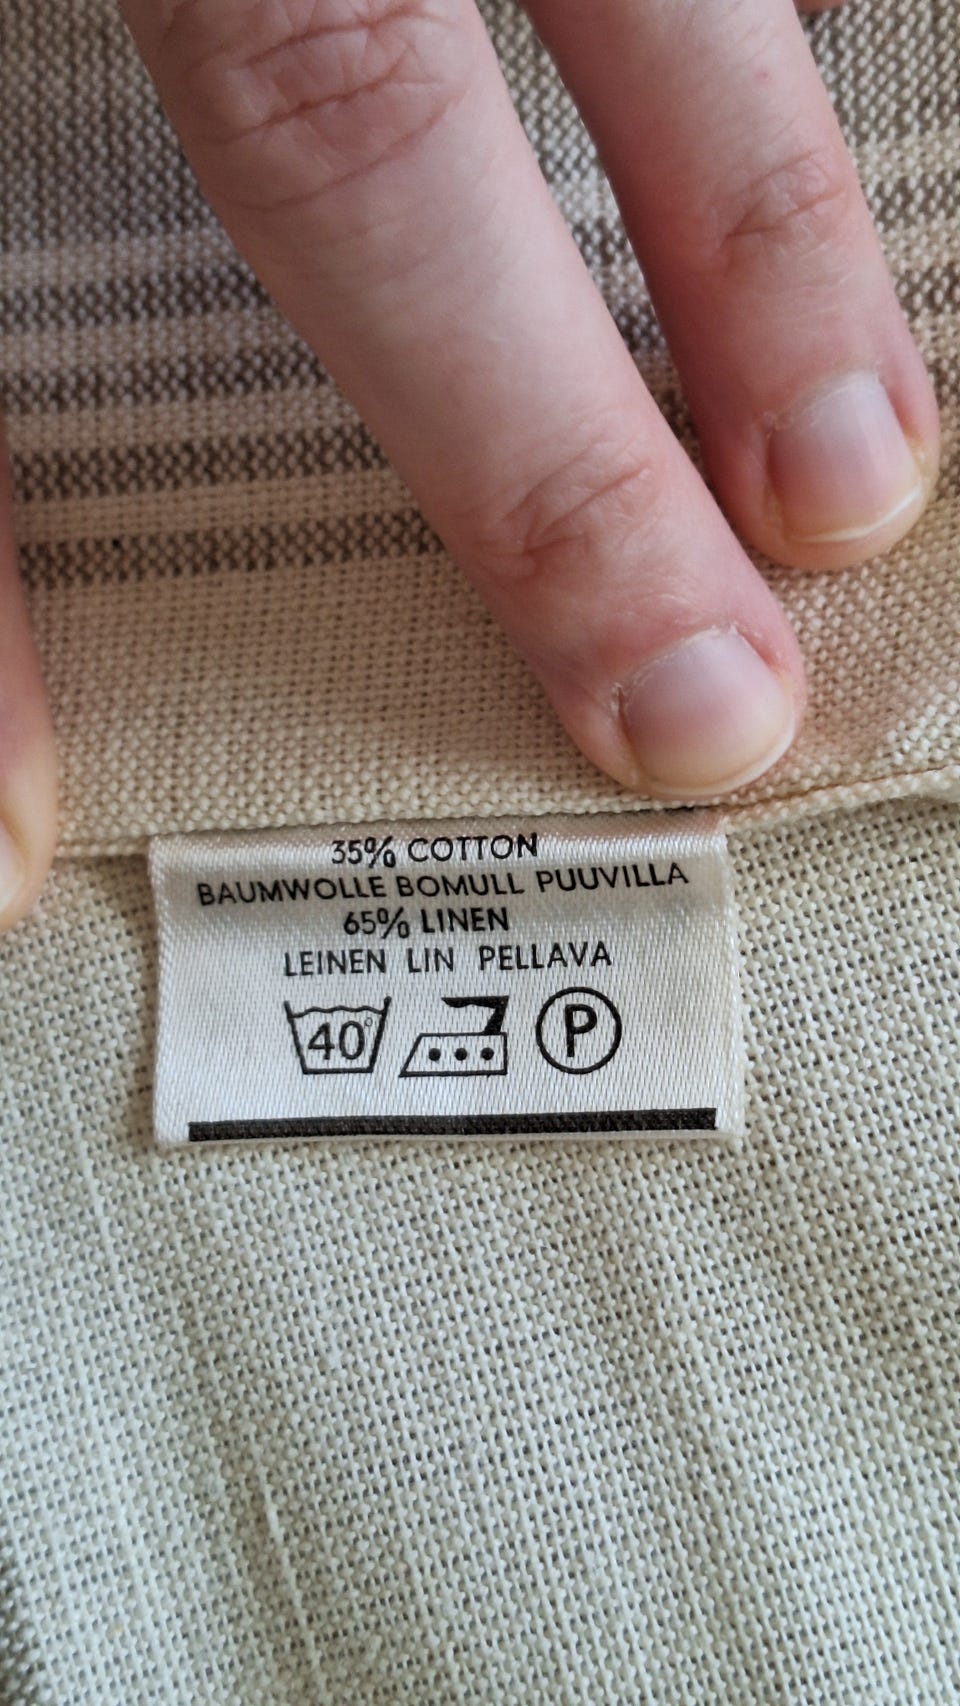 35% COTTON
BAUMWOLLE BOMULL PUUVILLA
65% LINEN
LEINEN LIN PELLAVA
40° P